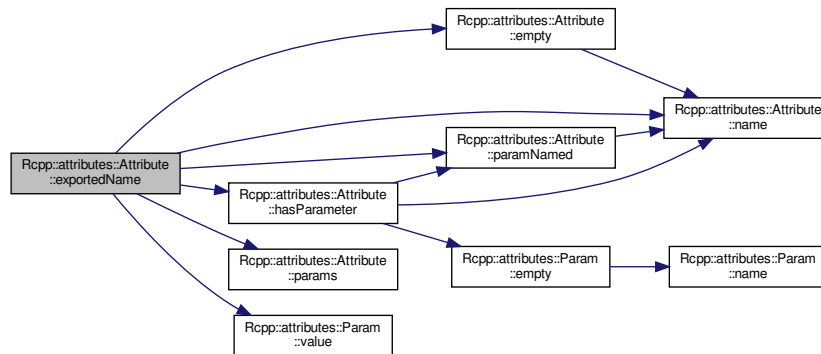 Rcpp::attributes::Attribute
::exportedName
Rcpp::attributes::Attribute
::empty
Rcpp::attributes::Attribute
::name
Rcpp::attributes::Attribute
::paramNamed
Rcpp::attributes::Attribute
::hasParameter
Rcpp::attributes::Attribute
::params
Rcpp::attributes::Param
::empty
Rcpp::attributes::Param
::name
Rcpp::attributes::Param
::value